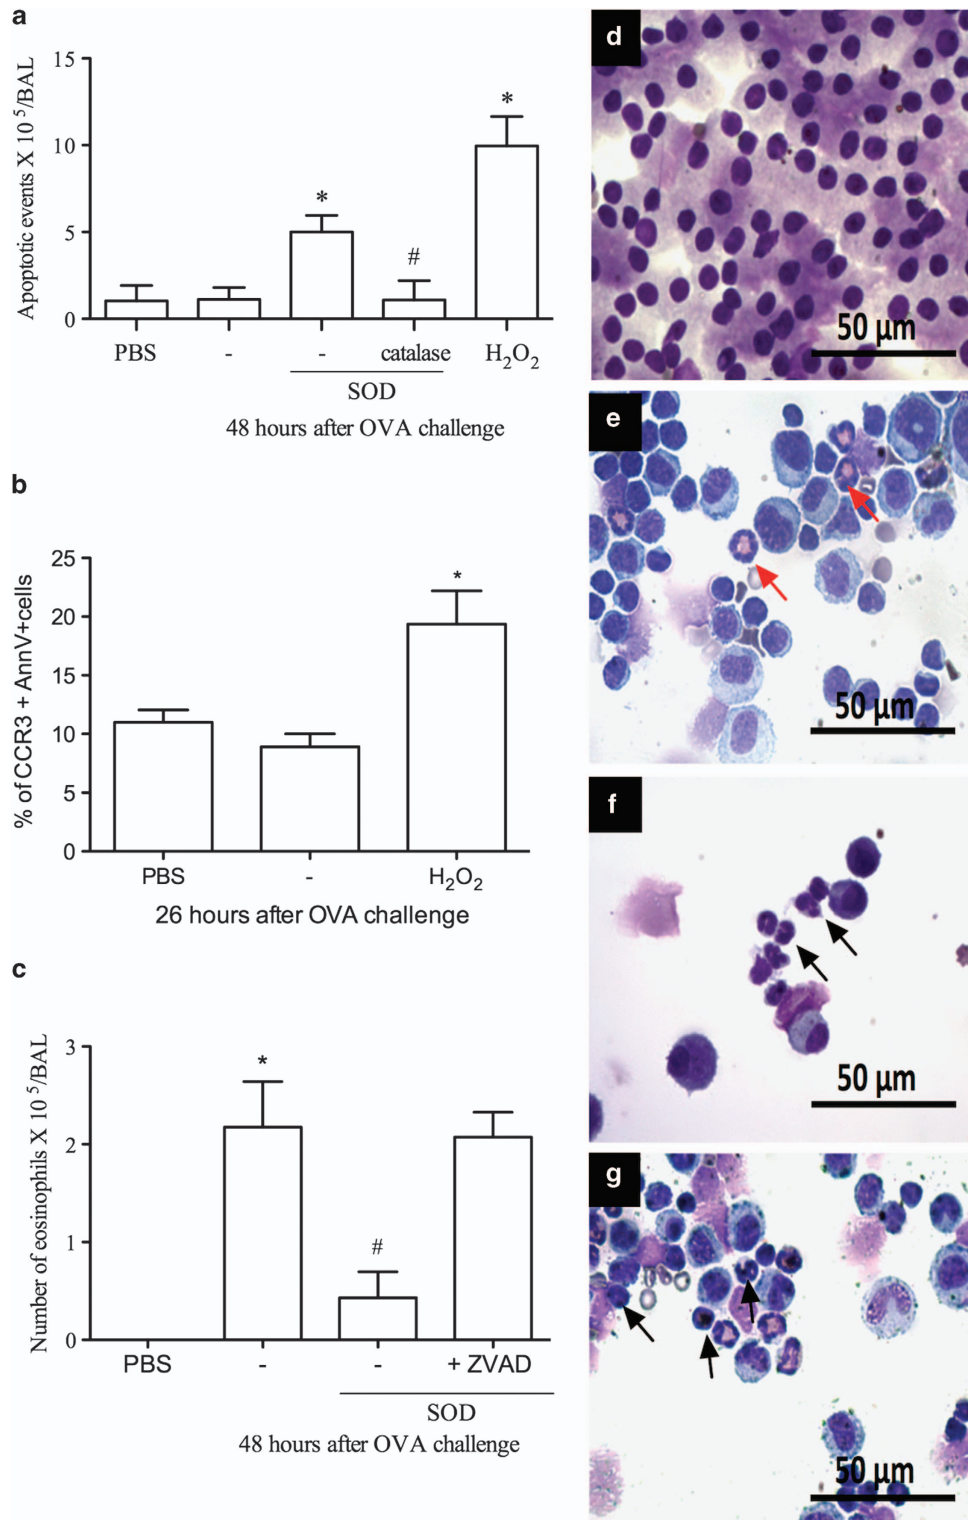 a
Apoptotic events X 10 5/BAL
15
10
5
0
*
#
*
PBS
-
-
catalase
H2O2
SOD
48 hours after OVA challenge
b
% of CCR3 + AnnV+cells
25
20
15
10
5
0
*
PBS
-
H2O2
26 hours after OVA challenge
c
Number of eosinophils X 10 5/BAL
3
2
1
0
*
#
PBS
-
-
+ ZVAD
SOD
48 hours after OVA challenge
d
50 µm
e
50 µm
f
50 µm
g
50 µm